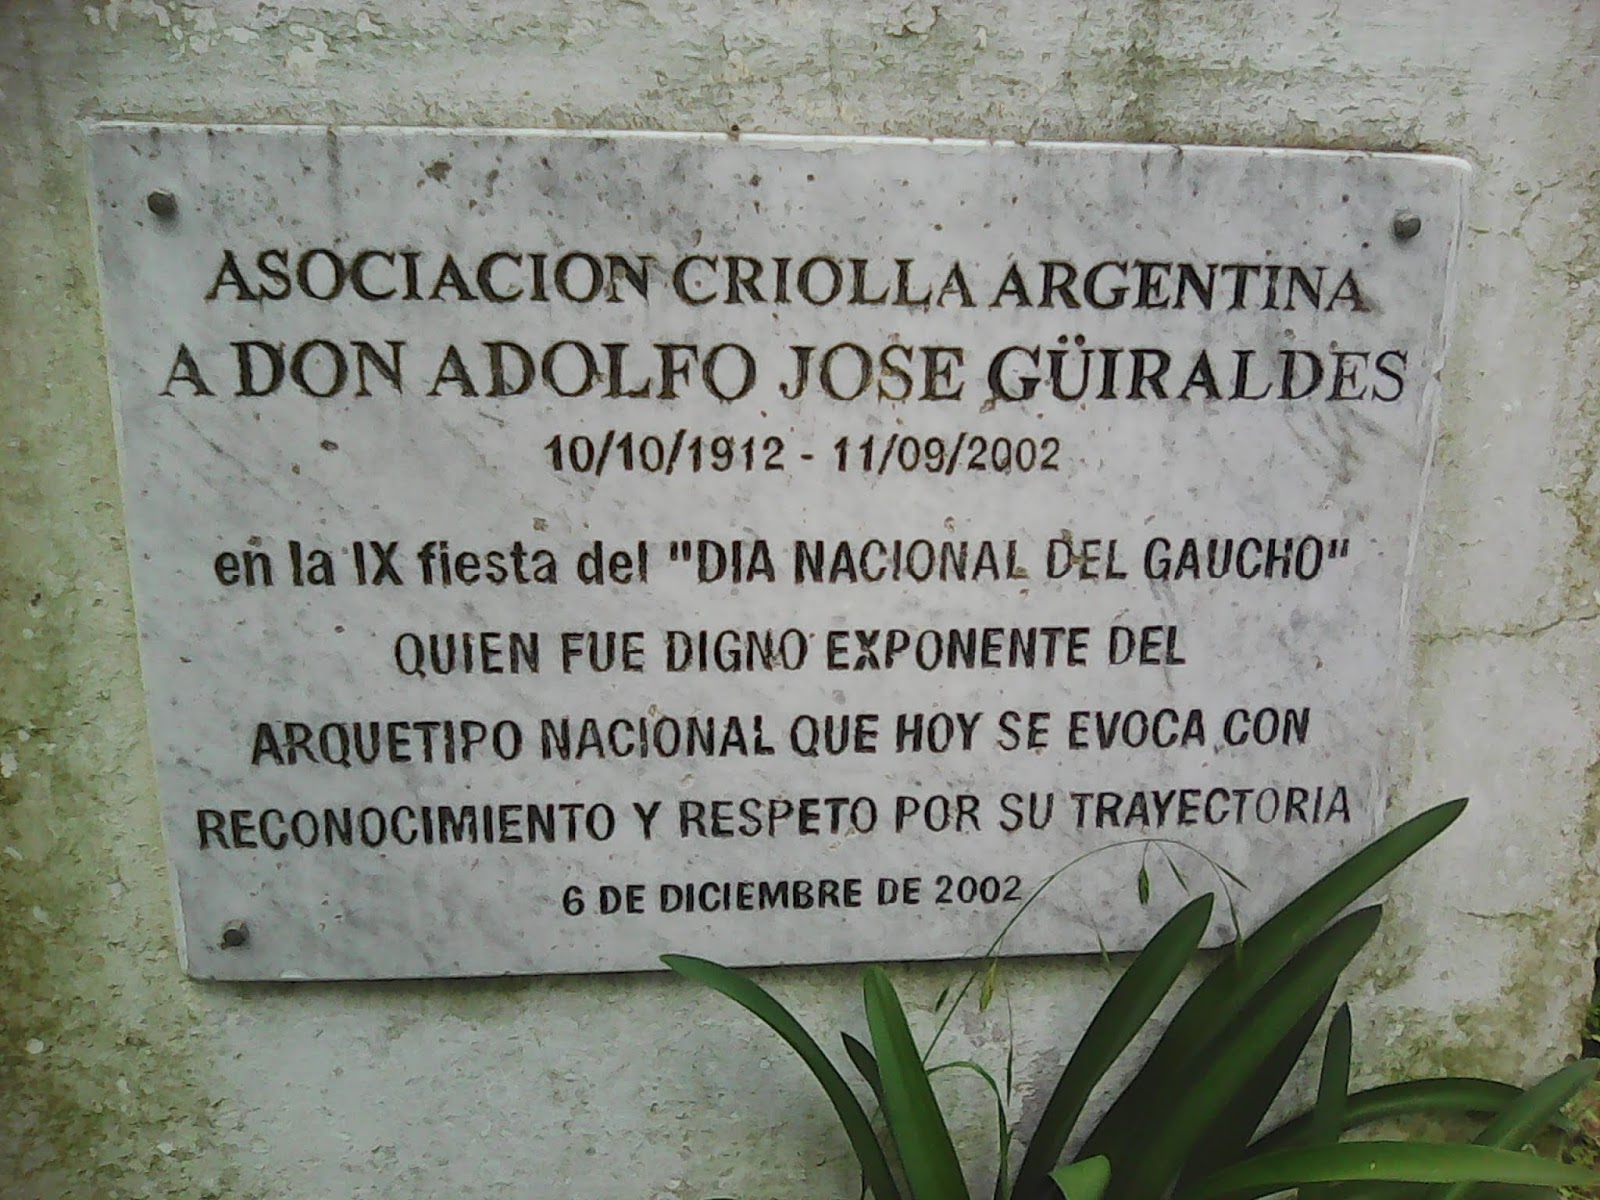 ASOCIACION CRIOLLA ARGENTINA
A DON ADOLFO JOSE GÜIRALDES
10/10/1912 - 11/09/2002
en la IX fiesta del "DIA NACIONAL DEL GAUCHO"
QUIEN FUE DIGNO EXPONENTE DEL
ARQUETIPO NACIONAL QUE HOY SE EVOCA CON
RECONOCIMIENTO Y RESPETO POR SU TRAYECTORIA
6 DE DICIEMBRE DE 2002